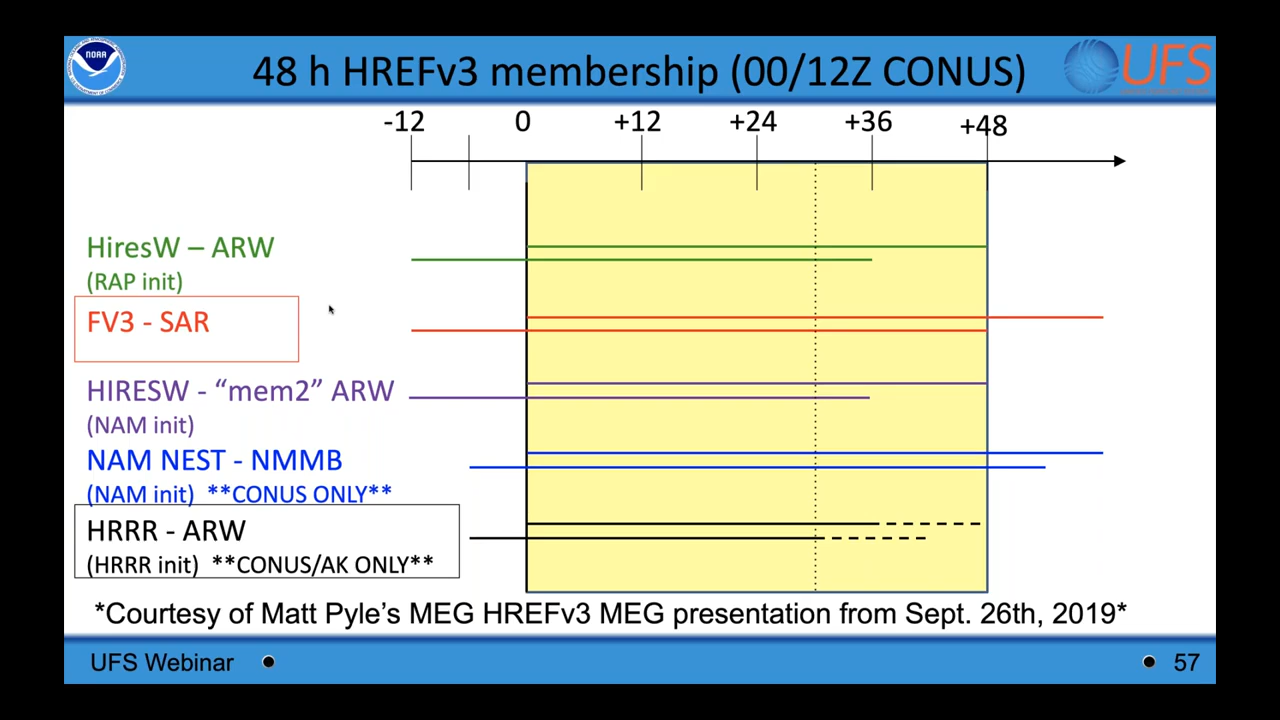 NOAA
48 h HREFv3 membership (00/12Z CONUS)
UFS
-12 0 +12 +24 +36 +48
HiresW – ARW
(RAP init)
FV3 - SAR
HIRESW - “mem2” ARW
(NAM init)
NAM NEST - NMMB
(NAM init) **CONUS ONLY**
HRRR - ARW
(HRRR init) **CONUS/AK ONLY**
*Courtesy of Matt Pyle’s MEG HREFv3 MEG presentation from Sept. 26th, 2019*
UFS Webinar
57